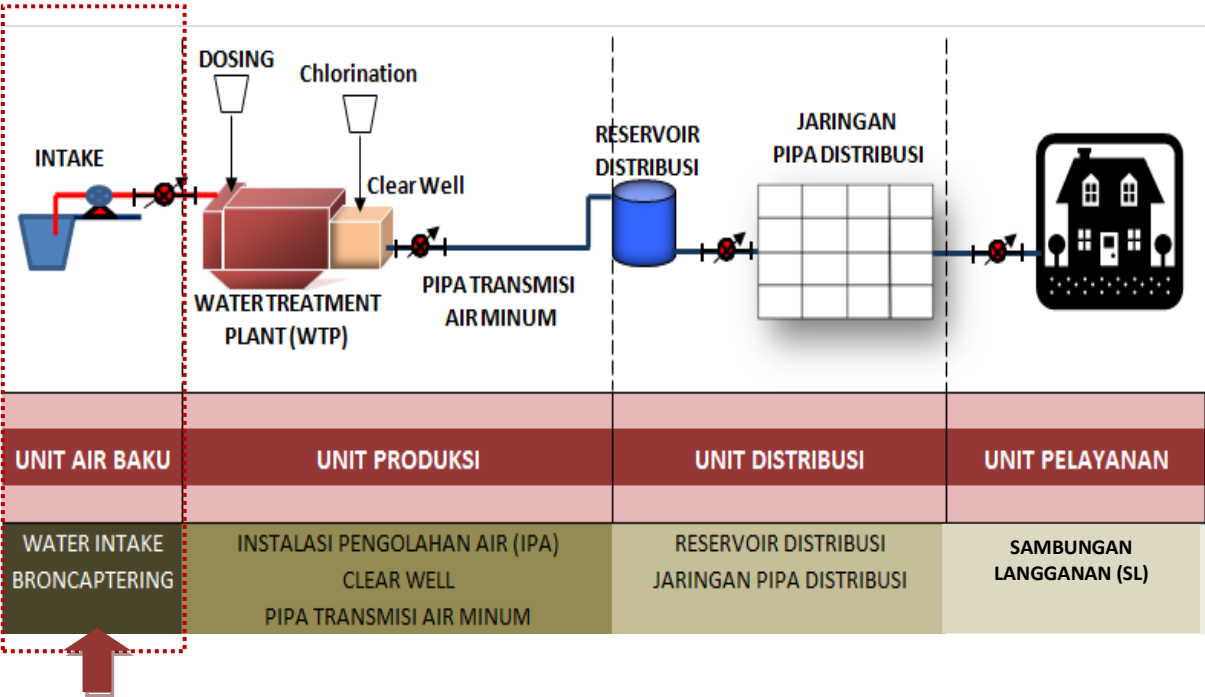 DOSING
Chlorination
INTAKE
Clear Well
WATER TREATMENT
PLANT (WTP)
PIPA TRANSMISI
AIR MINUM
RESERVOIR
DISTRIBUSI
JARINGAN
PIPA DISTRIBUSI
UNIT AIR BAKU
UNIT PRODUKSI
UNIT DISTRIBUSI
UNIT PELAYANAN
WATER INTAKE
BRONCAPTERING
INSTALASI PENGOLAHAN AIR (IPA)
CLEAR WELL
PIPA TRANSMISI AIR MINUM
RESERVOIR DISTRIBUSI
JARINGAN PIPA DISTRIBUSI
SAMBUNGAN
LANGGANAN (SL)